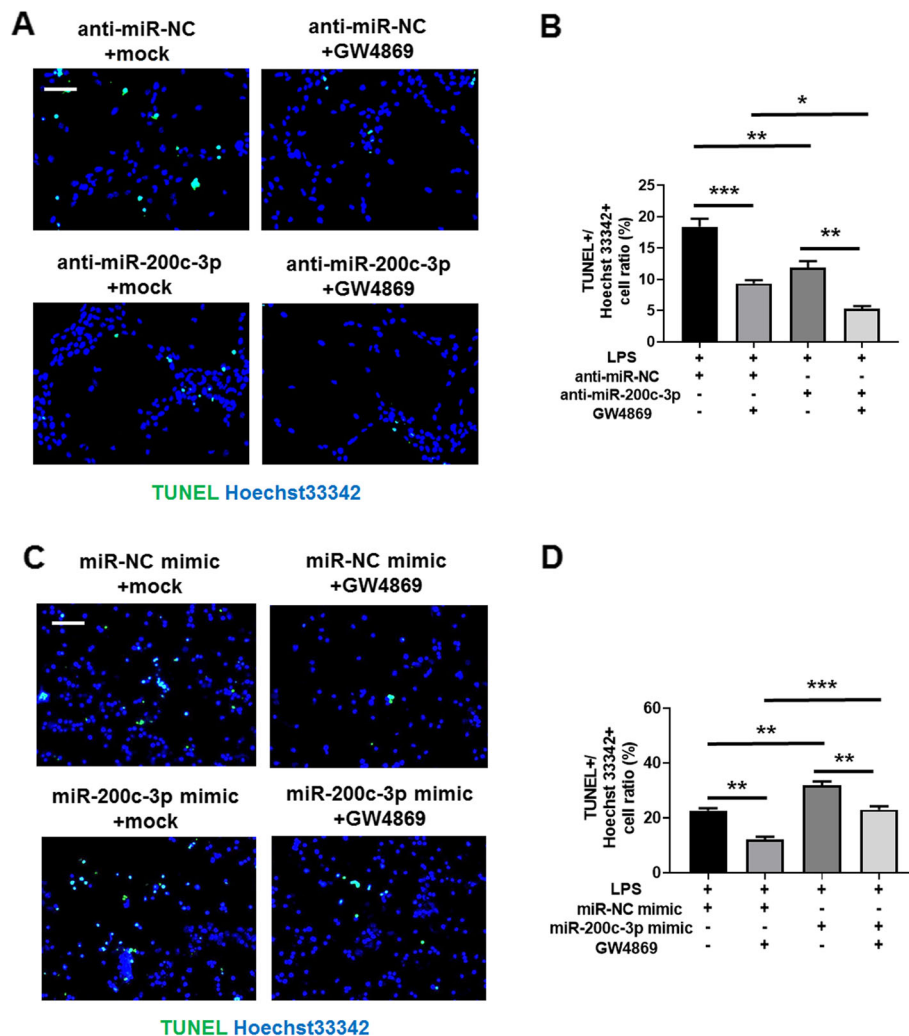 A
anti-miR-NC
+mock
anti-miR-NC
+GW4869
anti-miR-200c-3p
+mock
anti-miR-200c-3p
+GW4869
TUNEL Hoechst33342
B
*
**
***
**
TUNEL+/
Hoechst 33342+
cell ratio (%)
25
20
15
10
5
0
LPS + + + +
anti-miR-NC + + - -
anti-miR-200c-3p - - + +
GW4869 - + - +
C
miR-NC mimic
+mock
miR-NC mimic
+GW4869
miR-200c-3p mimic
+mock
miR-200c-3p mimic
+GW4869
TUNEL Hoechst33342
D
***
**
**
**
TUNEL+/
Hoechst 33342+
cell ratio (%)
60
40
20
0
LPS + + + +
miR-NC mimic + + - -
miR-200c-3p mimic - - + +
GW4869 - + - +